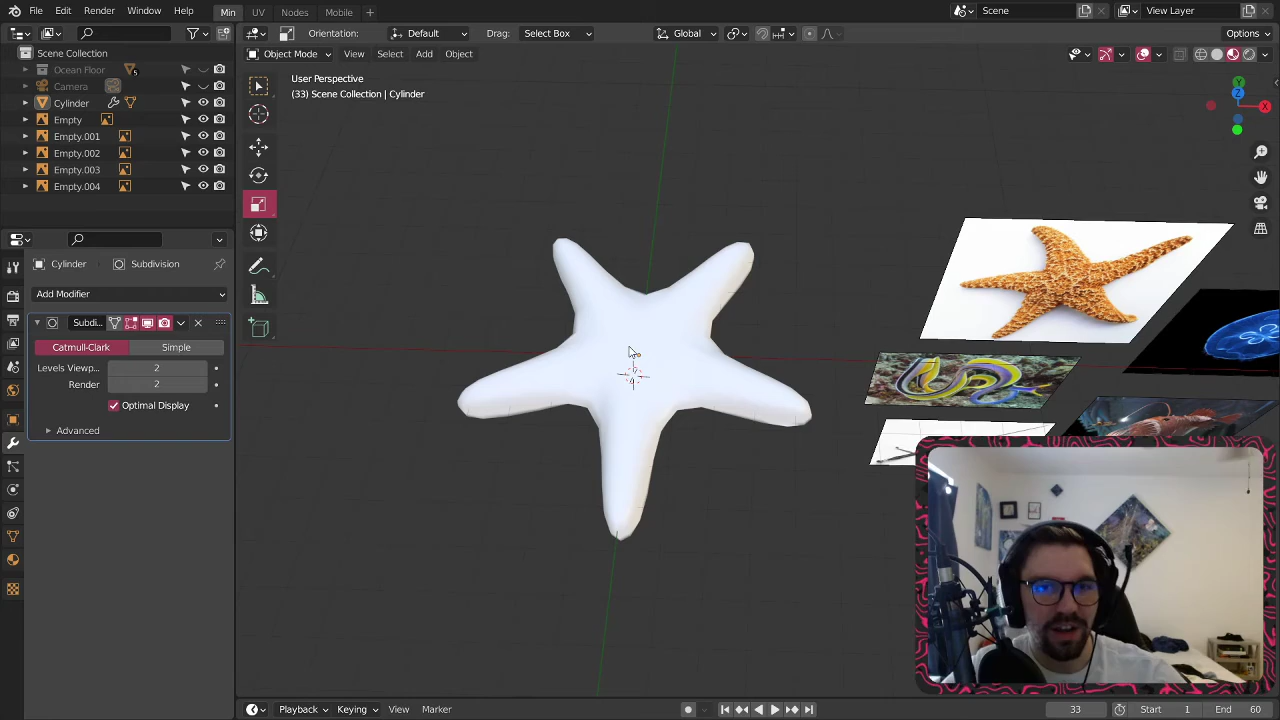 File Edit Render Window Help Min UV Nodes Mobile + Scene View Layer
Orientation: Default Drag: Select Box Global Options
Object Mode View Select Add Object
Scene Collection
Ocean Floor 5
Camera
Cylinder
Empty
Empty.001
Empty.002
Empty.003
Empty.004
User Perspective
(33) Scene Collection | Cylinder
Y
Z
X
Cylinder Subdivision
Add Modifier
Subdi...
Catmull-Clark Simple
Levels Viewp... 2
Render 2
Optimal Display
Advanced
Playback Keying View Marker 33 Start 1 End 60